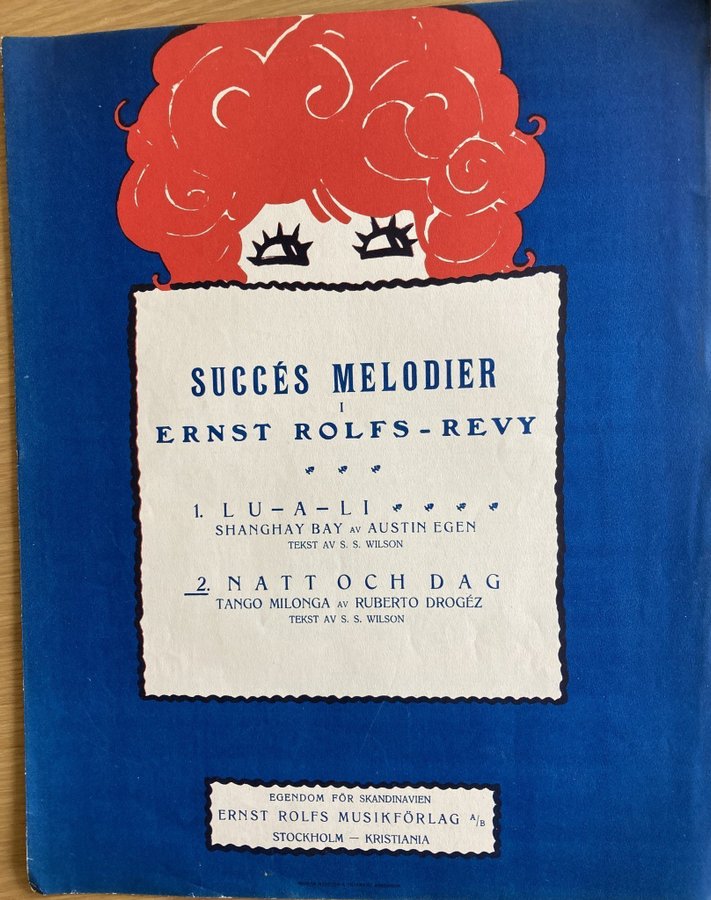 SUCCÉS MELODIER
I
ERNST ROLFS-REVY
1. LU-A-LI
SHANGHAY BAY AV AUSTIN EGEN
TEKST AV S. S. WILSON
2. NATT OCH DAG
TANGO MILONGA AV RUBERTO DROGÉZ
TEKST AV S. S. WILSON
EGENDOM FÖR SKANDINAVIEN
ERNST ROLFS MUSIKFÖRLAG A/B
STOCKHOLM — KRISTIANIA